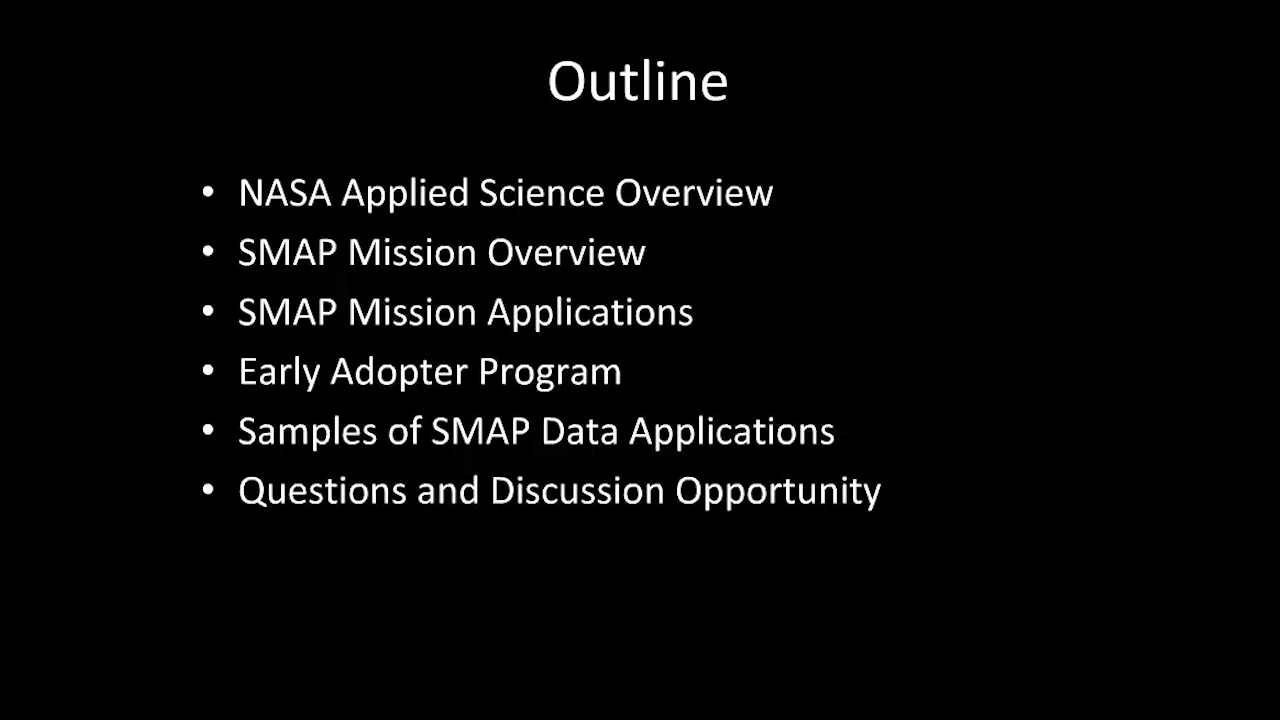 Outline
• NASA Applied Science Overview
• SMAP Mission Overview
• SMAP Mission Applications
• Early Adopter Program
• Samples of SMAP Data Applications
• Questions and Discussion Opportunity